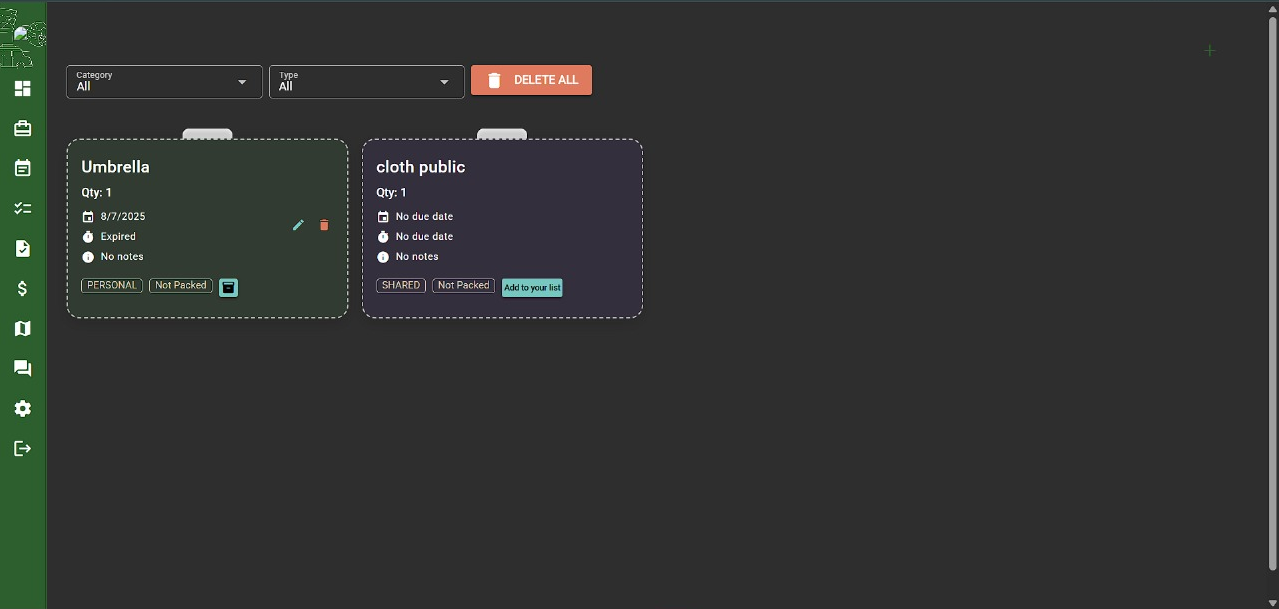 Category
All
Type
All
DELETE ALL
Umbrella
Qty: 1
8/7/2025
Expired
No notes
PERSONAL
Not Packed
cloth public
Qty: 1
No due date
No due date
No notes
SHARED
Not Packed
Add to your list